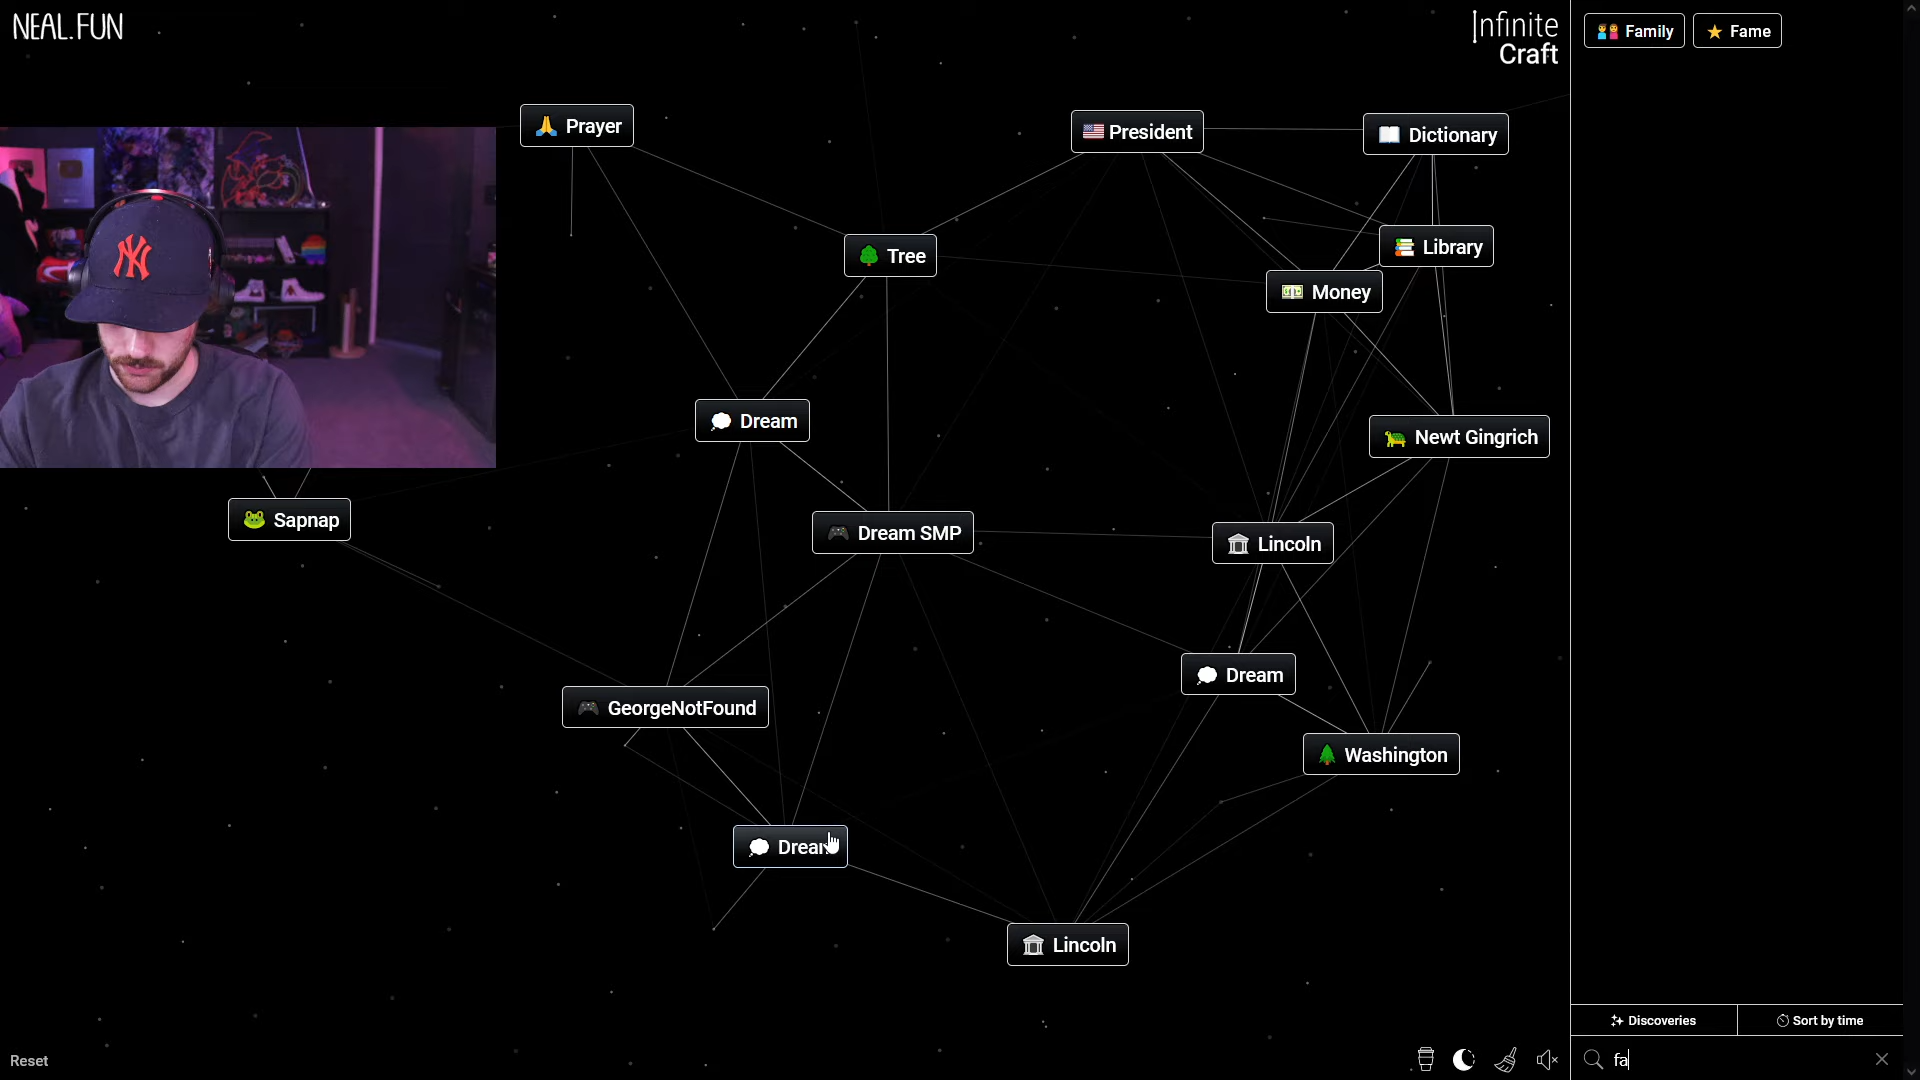 NEAL.FUN
Infinite
Craft
Family
Fame
Prayer
President
Dictionary
Tree
Library
Money
NY
Dream
Newt Gingrich
Sapnap
Dream SMP
Lincoln
Dream
GeorgeNotFound
Washington
Dream
Lincoln
Discoveries
Sort by time
Reset
fa